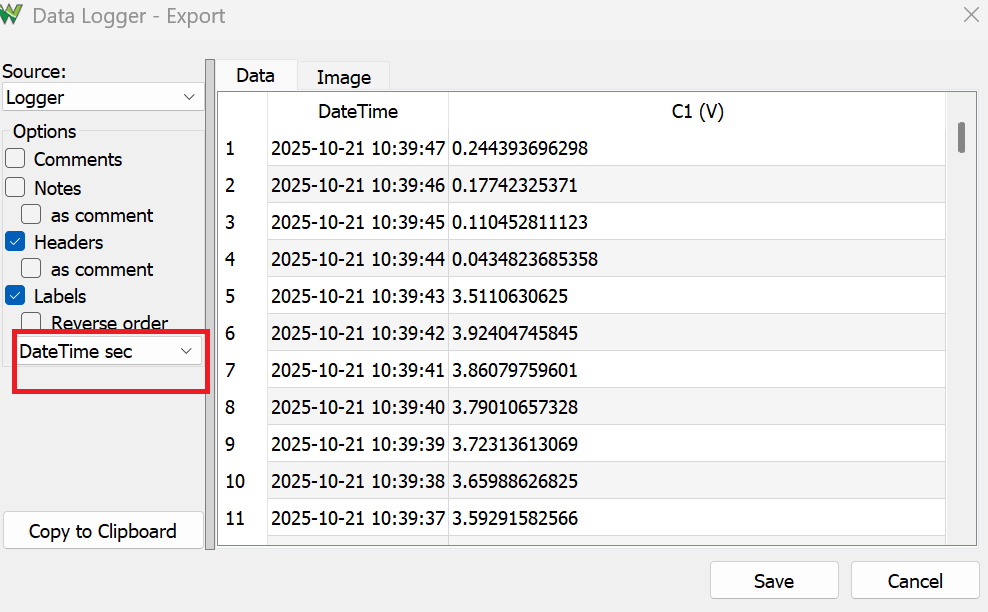 Data Logger - Export
Source:
Logger
Options
Comments
Notes
as comment
Headers
as comment
Labels
Reverse order
DateTime sec
Copy to Clipboard
Data Image
DateTime C1 (V)
1 2025-10-21 10:39:47 0.244393696298
2 2025-10-21 10:39:46 0.17742325371
3 2025-10-21 10:39:45 0.110452811123
4 2025-10-21 10:39:44 0.0434823685358
5 2025-10-21 10:39:43 3.5110630625
6 2025-10-21 10:39:42 3.92404745845
7 2025-10-21 10:39:41 3.86079759601
8 2025-10-21 10:39:40 3.79010657328
9 2025-10-21 10:39:39 3.72313613069
10 2025-10-21 10:39:38 3.65988626825
11 2025-10-21 10:39:37 3.59291582566
Save Cancel